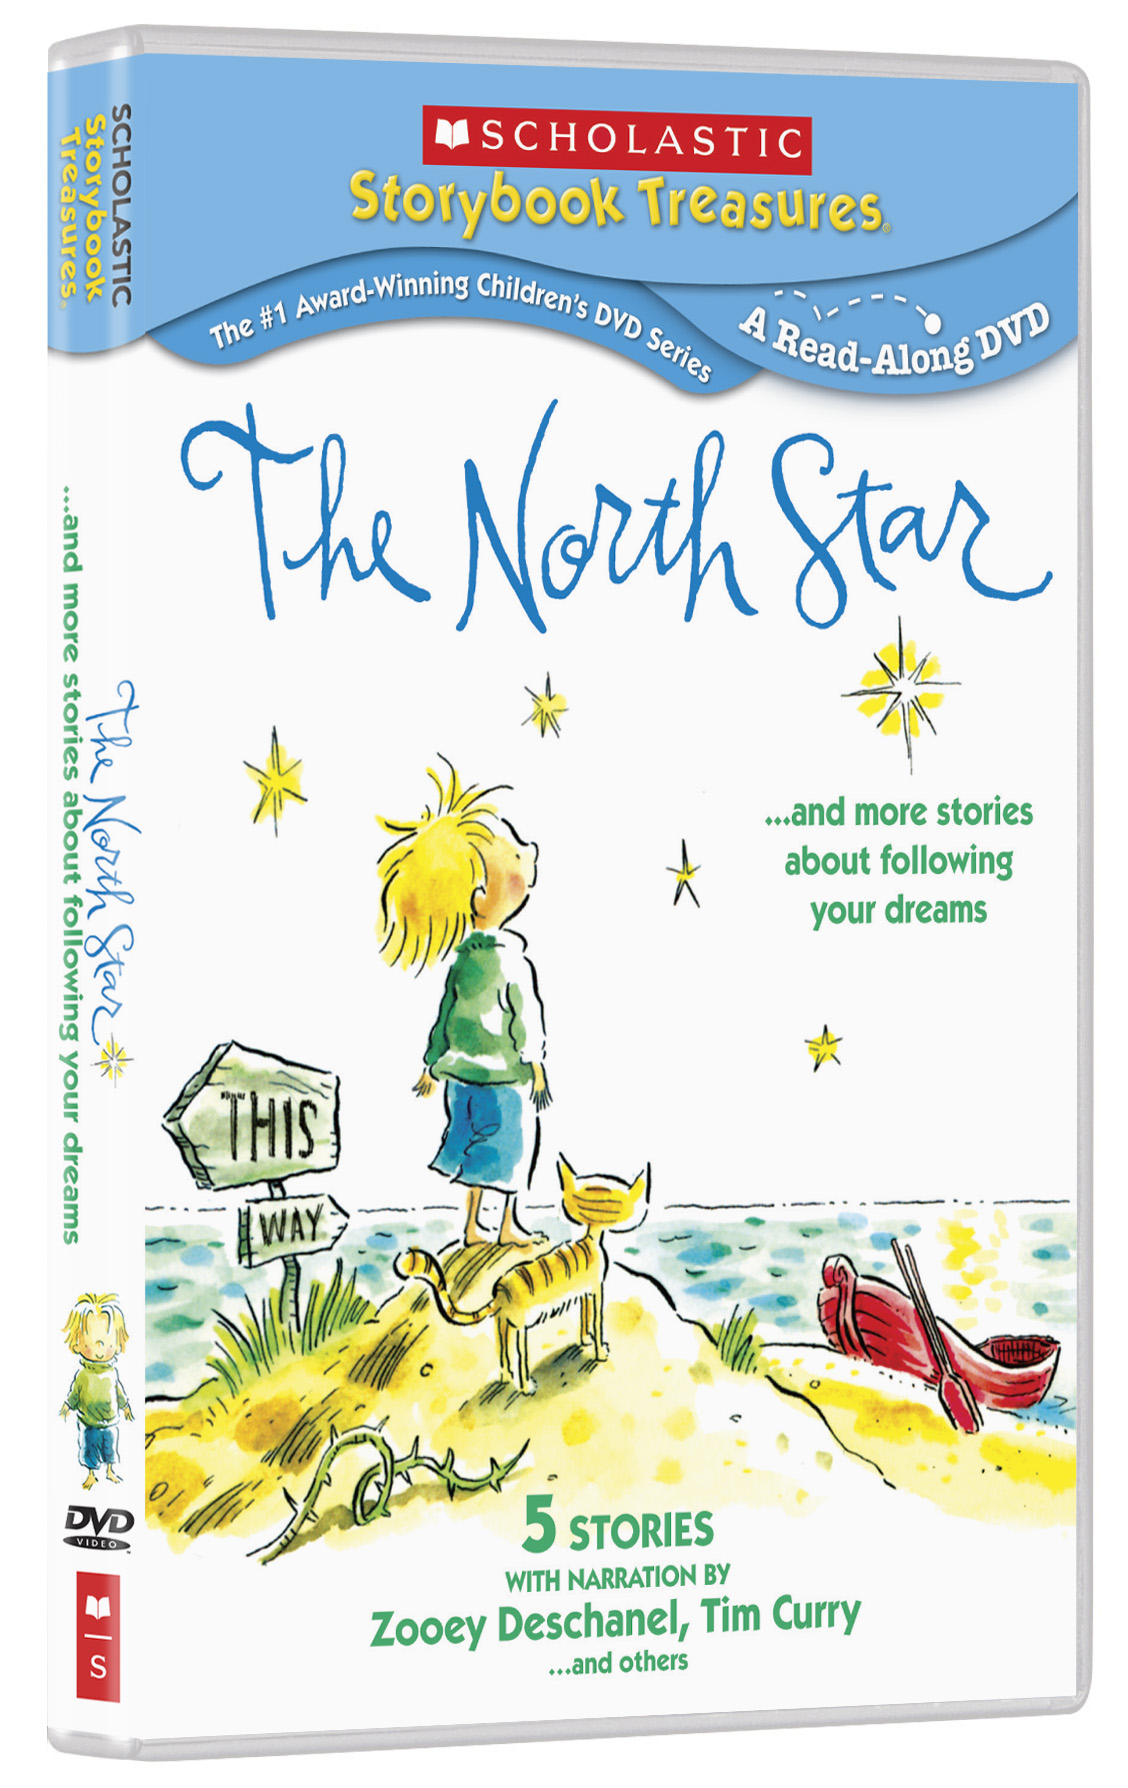 SCHOLASTIC
Storybook Treasures®
The #1 Award-Winning Children's DVD Series
A Read-Along DVD
The North Star
...and more stories
about following
your dreams
THIS
WAY
5 STORIES
WITH NARRATION BY
Zooey Deschanel, Tim Curry
...and others
SCHOLASTIC
Storybook
Treasures®
The North Star
...and more stories about following your dreams
DVD
VIDEO
S